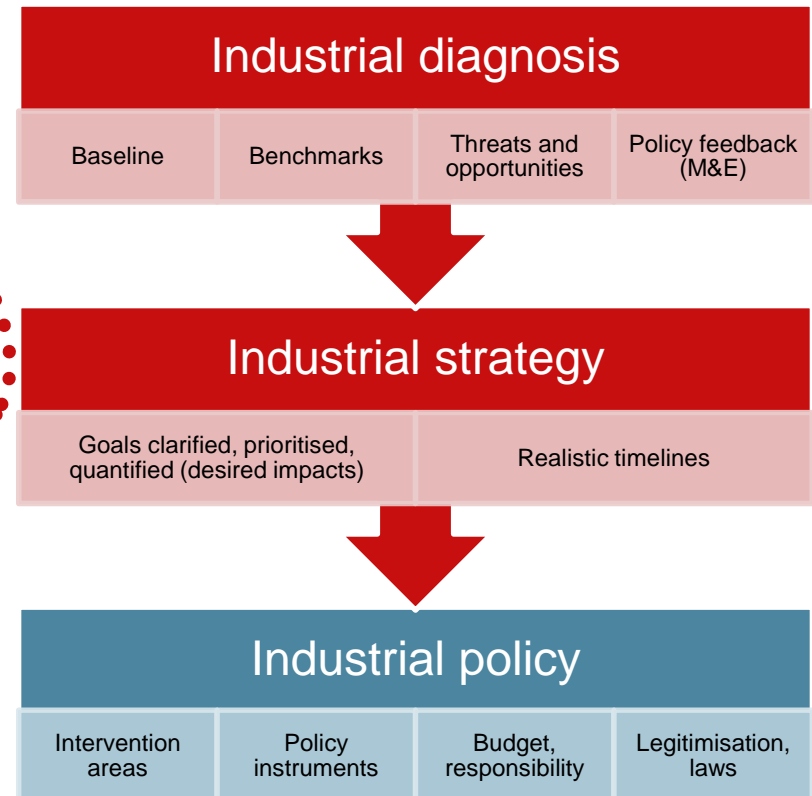 Industrial diagnosis
Baseline
Benchmarks
Threats and
opportunities
Policy feedback
(M&E)
Industrial strategy
Goals clarified, prioritised,
quantified (desired impacts)
Realistic timelines
Industrial policy
Intervention
areas
Policy
instruments
Budget,
responsibility
Legitimisation,
laws